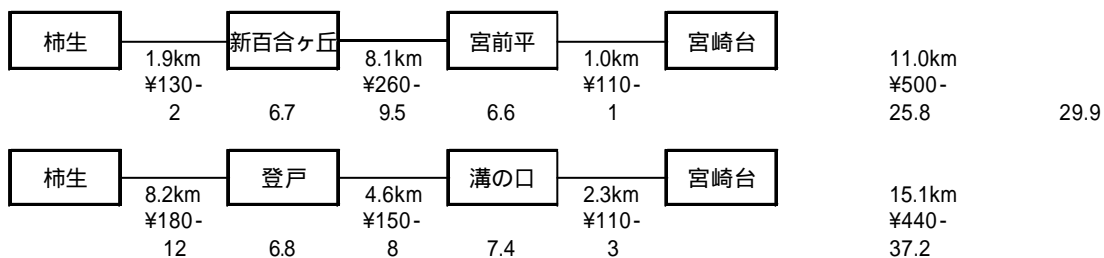 柿生 新百合ヶ丘 宮前平 宮崎台
1.9km 8.1km 1.0km 11.0km
¥130- ¥260- ¥110- ¥500-
2 6.7 9.5 6.6 1 25.8 29.9
柿生 登戸 溝の口 宮崎台
8.2km 4.6km 2.3km 15.1km
¥180- ¥150- ¥110- ¥440-
12 6.8 8 7.4 3 37.2